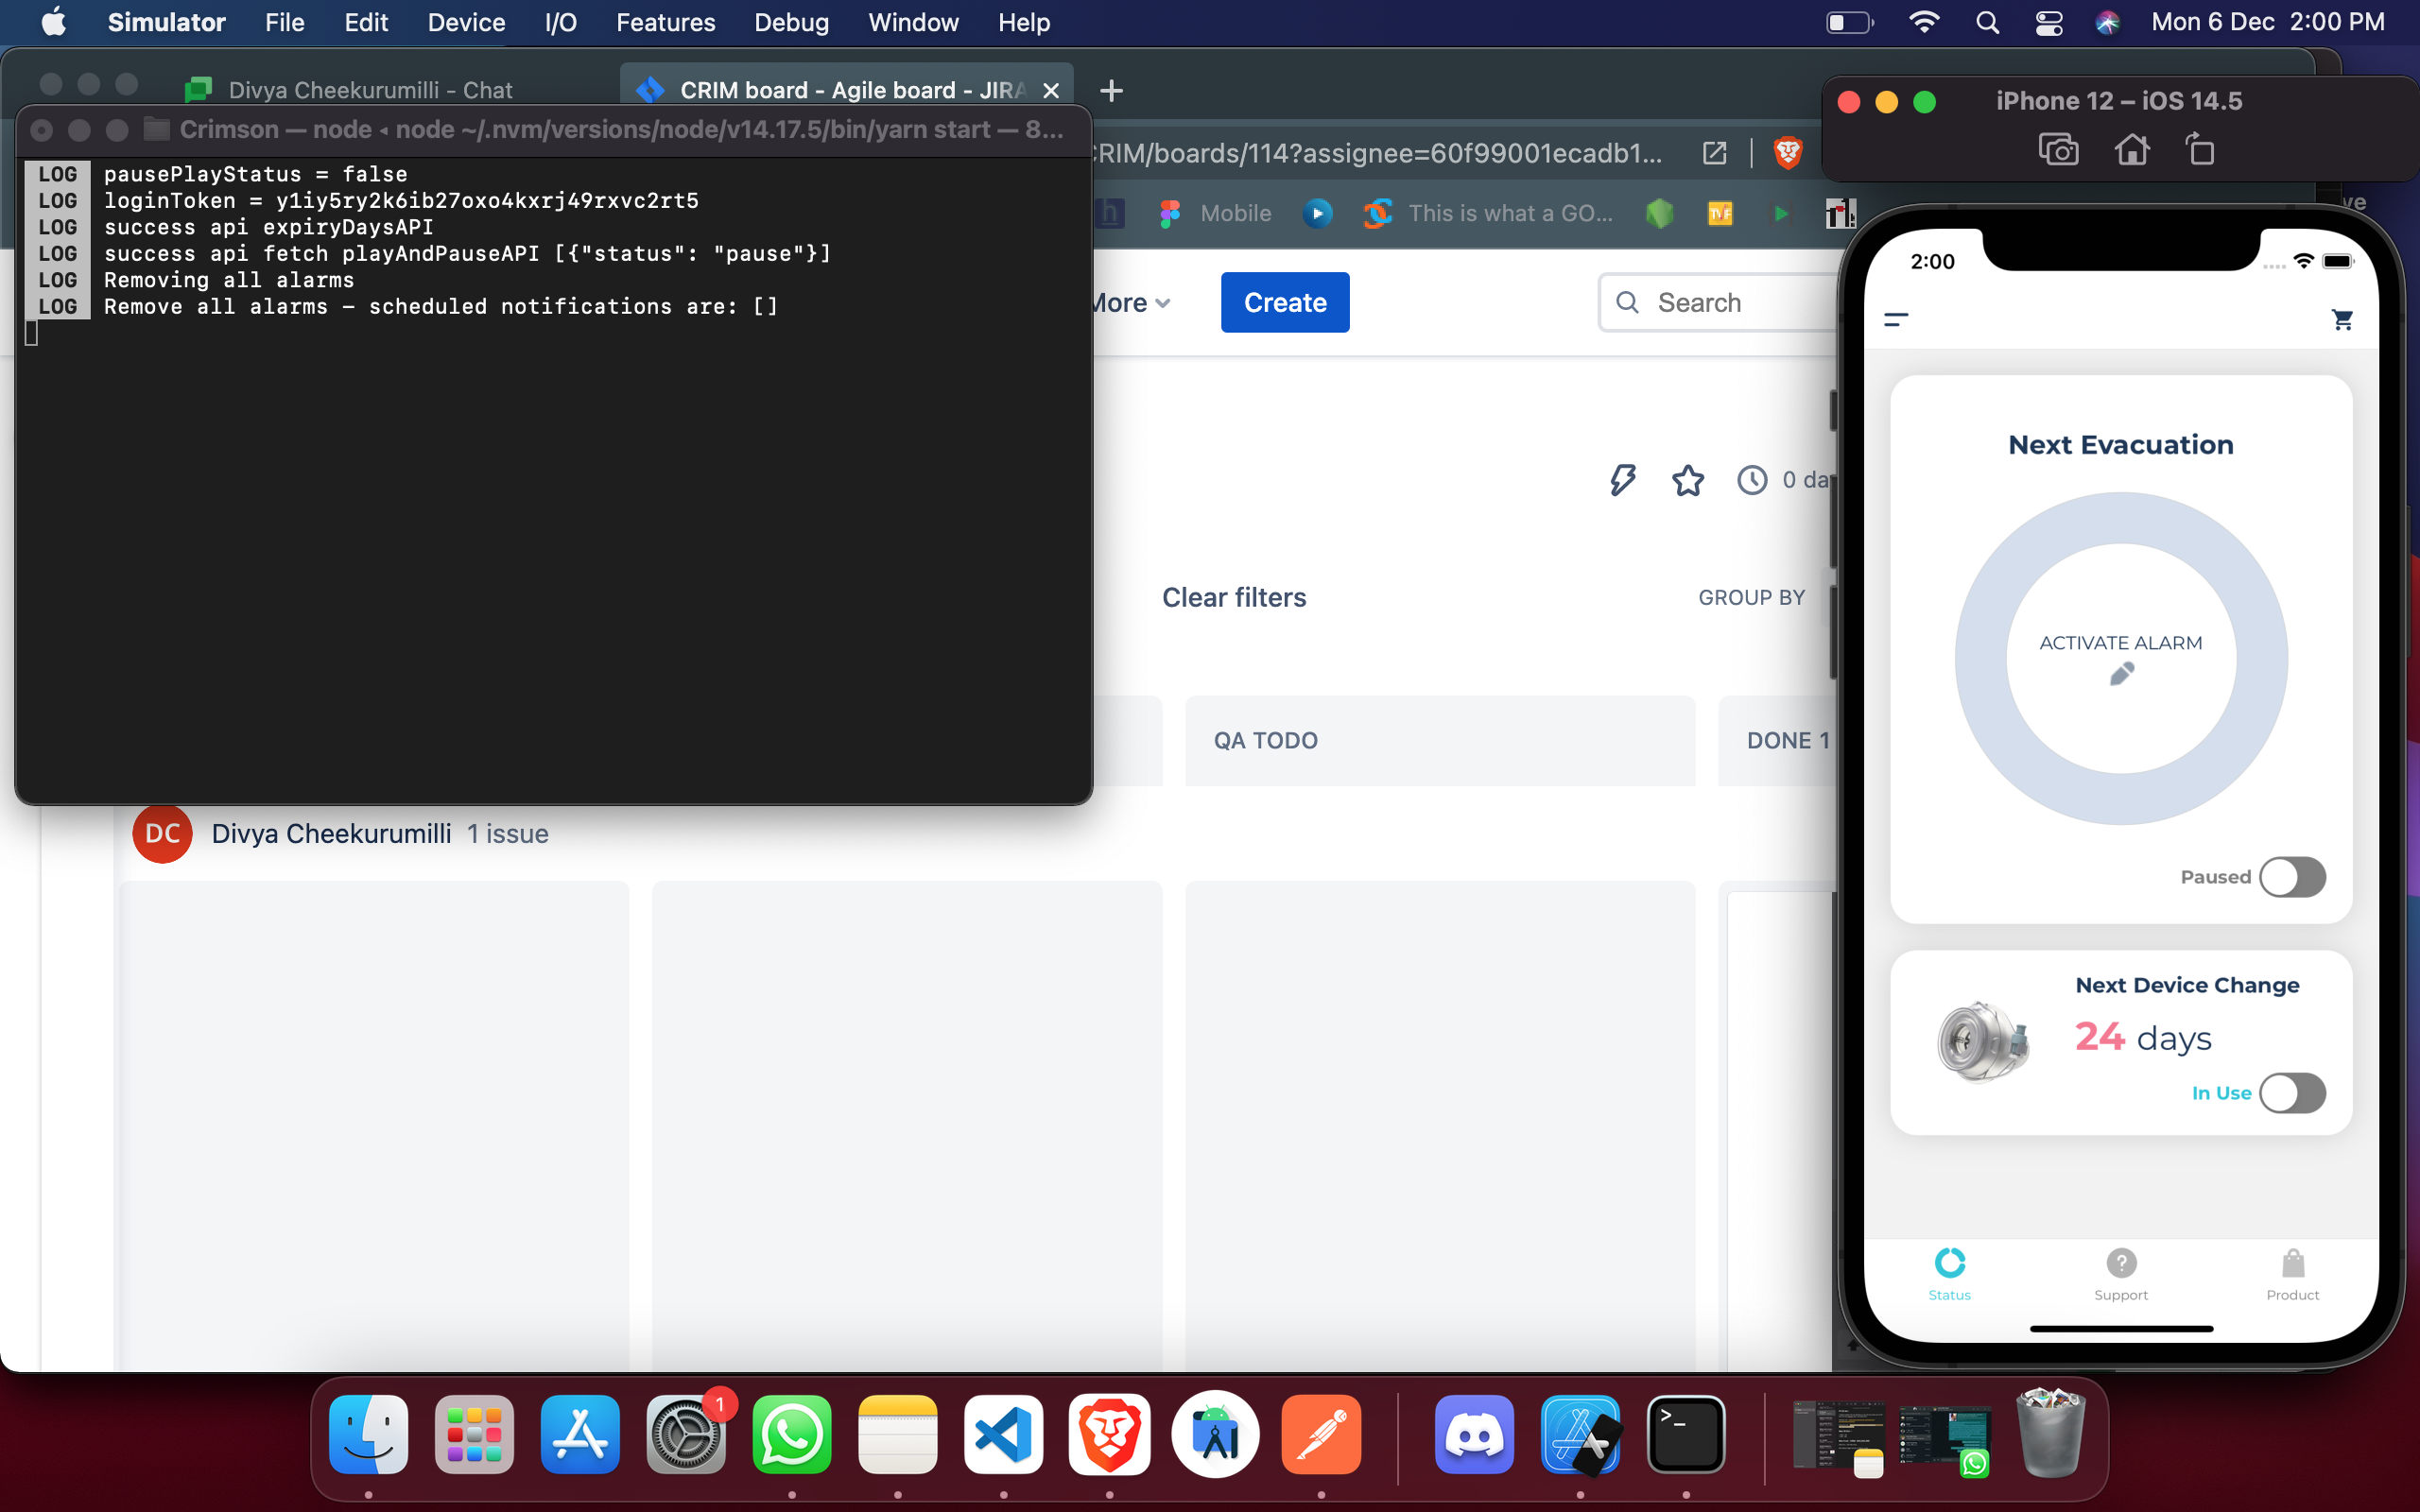 Simulator File Edit Device I/O Features Debug Window Help Mon 6 Dec 2:00 PM
Divya Cheekurumilli - Chat
CRIM board - Agile board - JIRA
Crimson — node ◂ node ~/.nvm/versions/node/v14.17.5/bin/yarn start — 8...
CRIM/boards/114?assignee=60f99001ecadb1...
Mobile
This is what a GO...
LOG pausePlayStatus = false
LOG loginToken = y1iy5ry2k6ib27oxo4kxrj49rxvc2rt5
LOG success api expiryDaysAPI
LOG success api fetch playAndPauseAPI [{"status": "pause"}]
LOG Removing all alarms
LOG Remove all alarms – scheduled notifications are: []
More
Create
Search
0 da
Clear filters
GROUP BY
QA TODO
DONE 1
DC
Divya Cheekurumilli 1 issue
iPhone 12 – iOS 14.5
ve
2:00
Next Evacuation
ACTIVATE ALARM
Paused
Next Device Change
24 days
In Use
Status
Support
Product
1